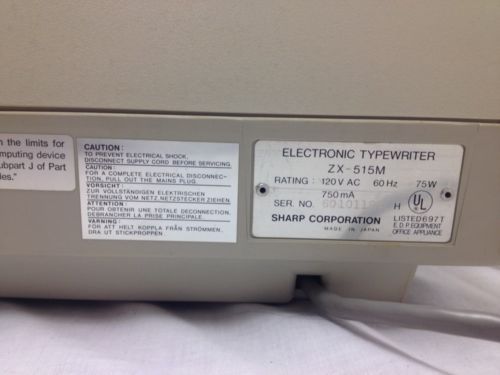 n the limits for
mputing device
ubpart J of Part
les."
CAUTION:
TO PREVENT ELECTRICAL SHOCK,
DISCONNECT SUPPLY CORD BEFORE SERVICING.
CAUTION:
FOR A COMPLETE ELECTRICAL DISCONNEC-
TION, PULL OUT THE MAINS PLUG.
VORSICHT:
ZUR VOLLSTÄNDIGEN ELEKTRISCHEN
TRENNUNG VOM NETZ, NETZSTECKER ZIEHEN
ATTENTION:
POUR OBTENIR UNE TOTALE DECONNECTION,
DEBRANCHER LA PRISE PRINCIPALE.
VARNING:
FÖR ATT HELT KOPPLA FRÅN STRÖMMEN,
DRA UT STICKPROPPEN
ELECTRONIC TYPEWRITER
ZX-515M
RATING: 120V AC 60Hz 75W
750mA
SER. NO. H
SHARP CORPORATION
MADE IN JAPAN
UL
LISTED 697T
E.D.P. EQUIPMENT
OFFICE APPLIANCE